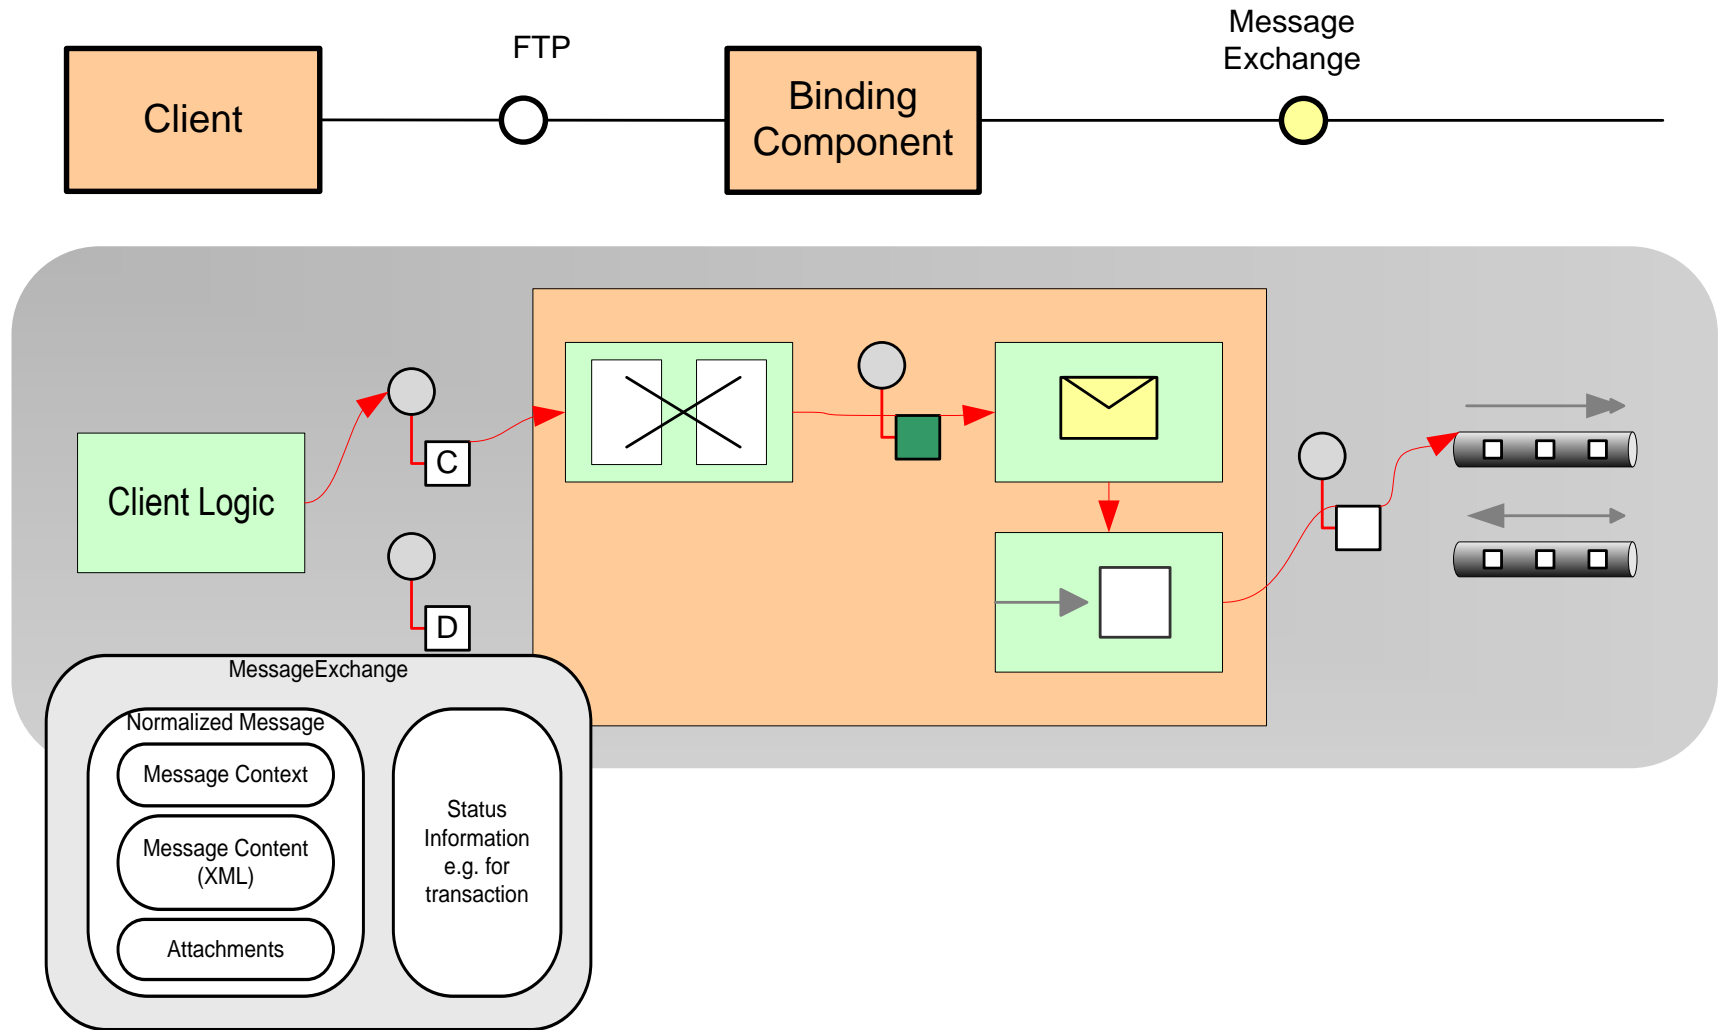 Message
Exchange
FTP
Client
Binding
Component
Client Logic
C
D
MessageExchange
Normalized Message
Message Context
Message Content
(XML)
Attachments
Status
Information
e.g. for
transaction